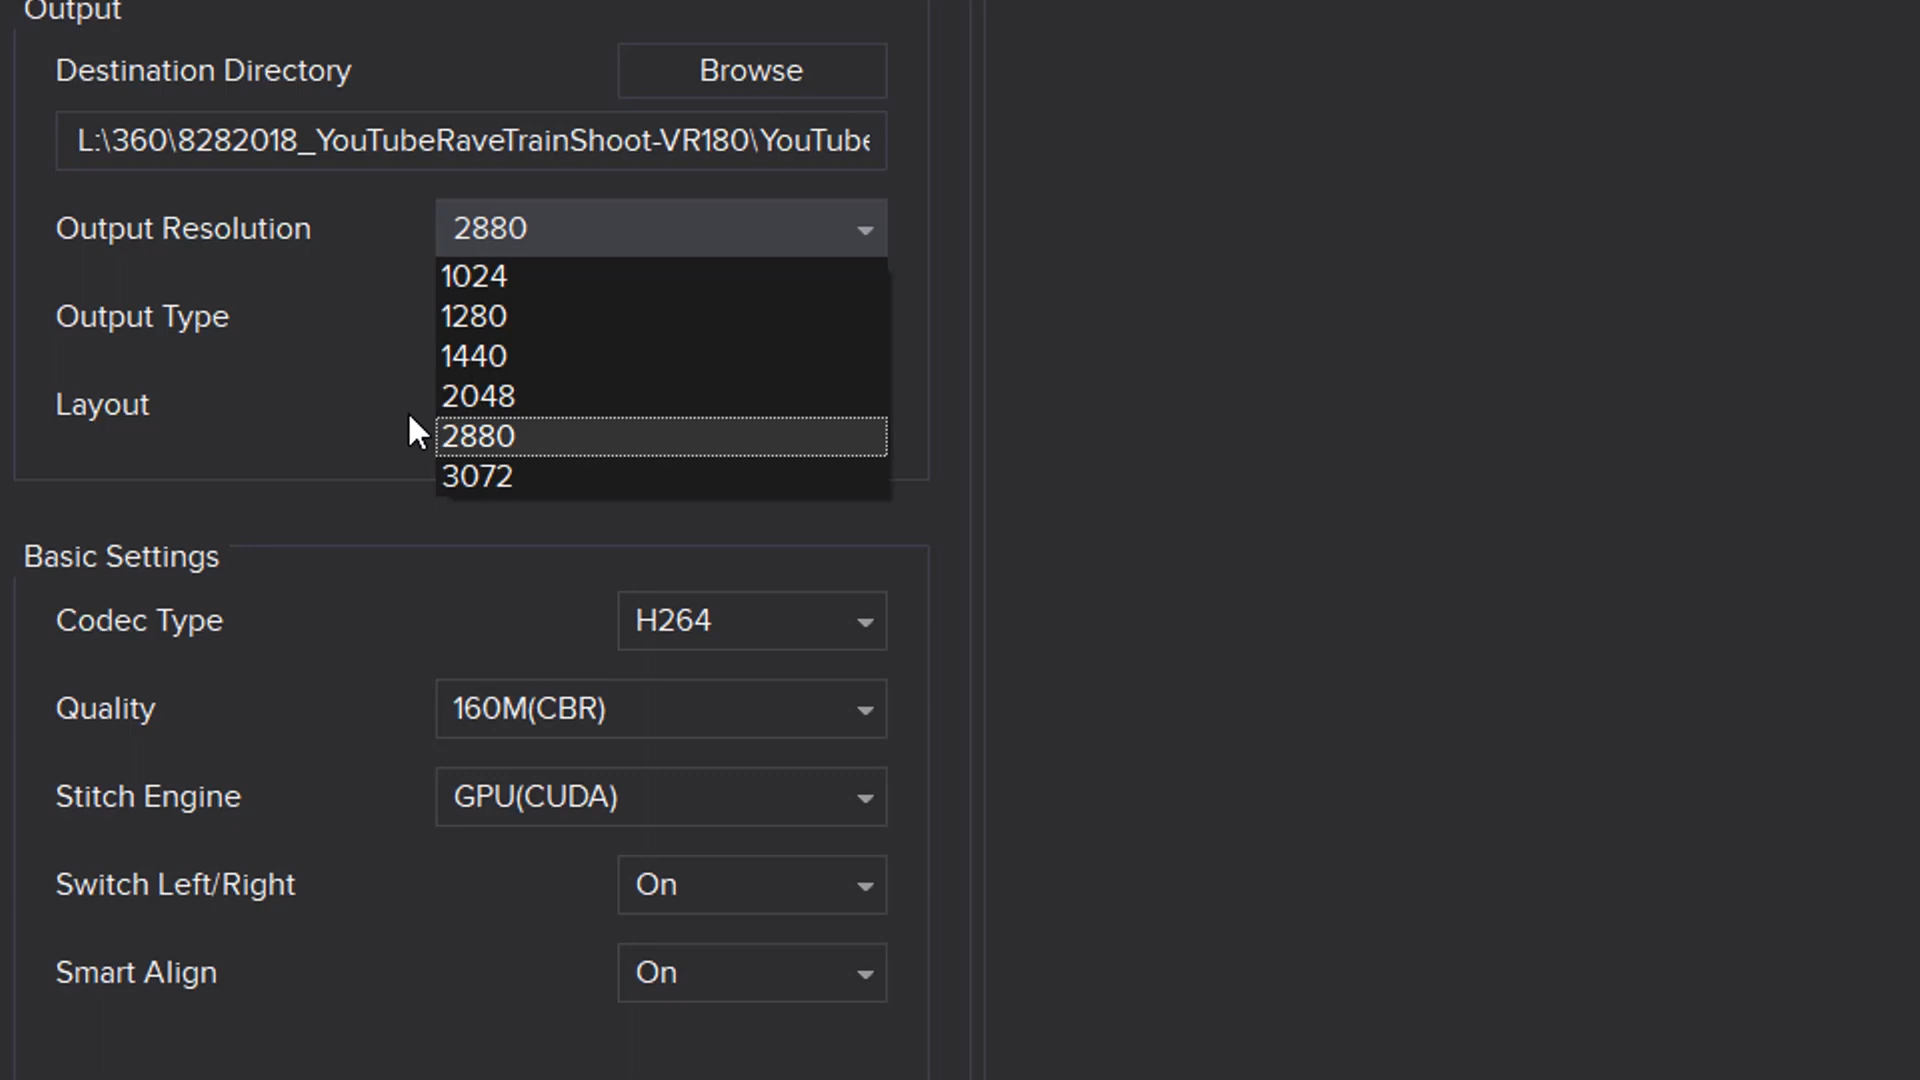 Output
Destination Directory
Browse
L:\360\8282018_YouTubeRaveTrainShoot-VR180\YouTube
Output Resolution
2880
1024
1280
Output Type
1440
2048
Layout
2880
3072
Basic Settings
Codec Type
H264
Quality
160M(CBR)
Stitch Engine
GPU(CUDA)
Switch Left/Right
On
Smart Align
On